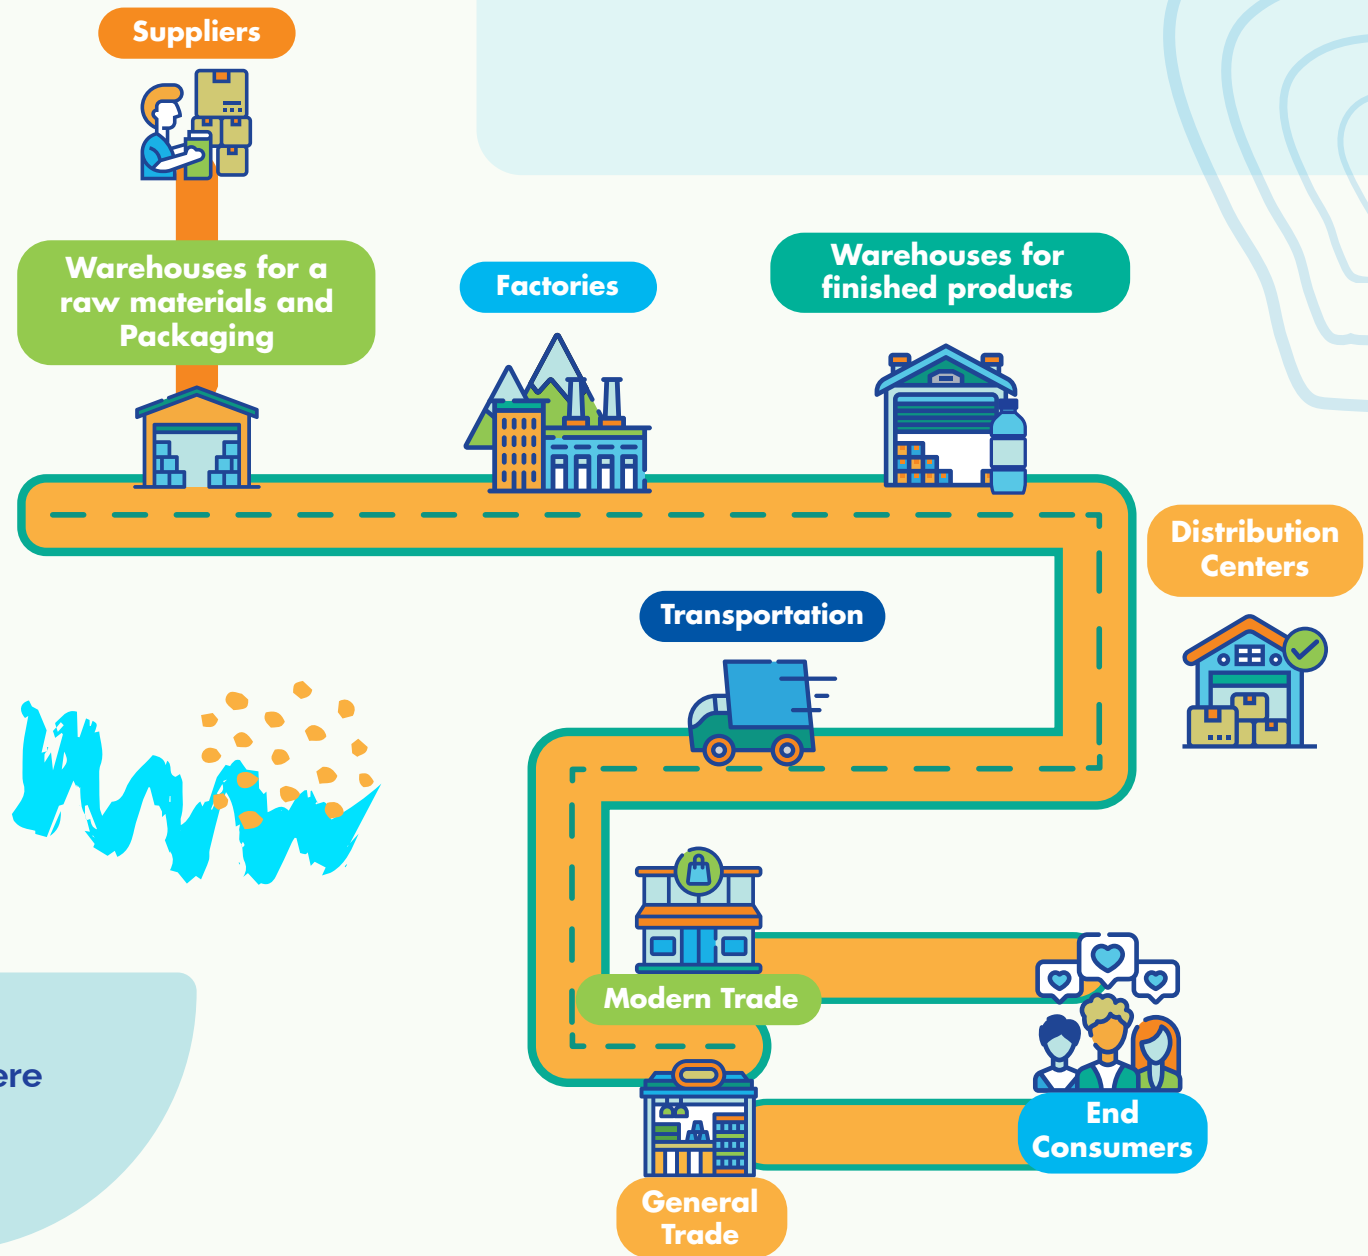 Suppliers
Warehouses for a
raw materials and
Packaging
Factories
Warehouses for
finished products
Distribution
Centers
Transportation
Modern Trade
End
Consumers
General
Trade